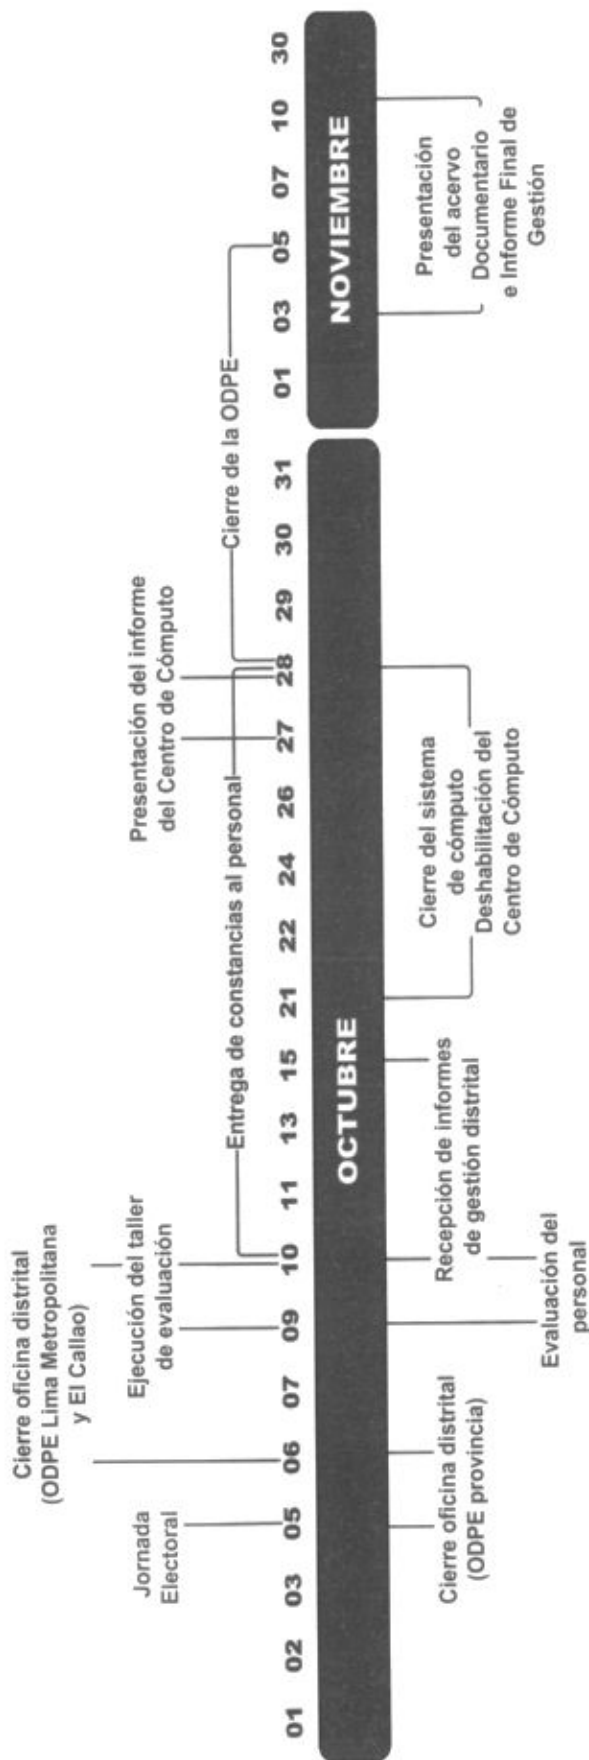 Cierre oficina distrital
(ODPE Lima Metropolitana
y El Callao)
Jornada
Electoral
Ejecución del taller
de evaluación
Presentación del informe
del Centro de Cómputo
Entrega de constancias al personal
Cierre de la ODPE
01 02 03 05 06 07 09 10 11 13 15 21 22 24 26 27 28 29 30 31 01 03 05 07 10 30
OCTUBRE
NOVIEMBRE
Cierre oficina distrital
(ODPE provincia)
Recepción de informes
de gestión distrital
Evaluación del
personal
Cierre del sistema
de cómputo
Deshabilitación del
Centro de Cómputo
Presentación
del acervo
Documentario
e Informe Final de
Gestión